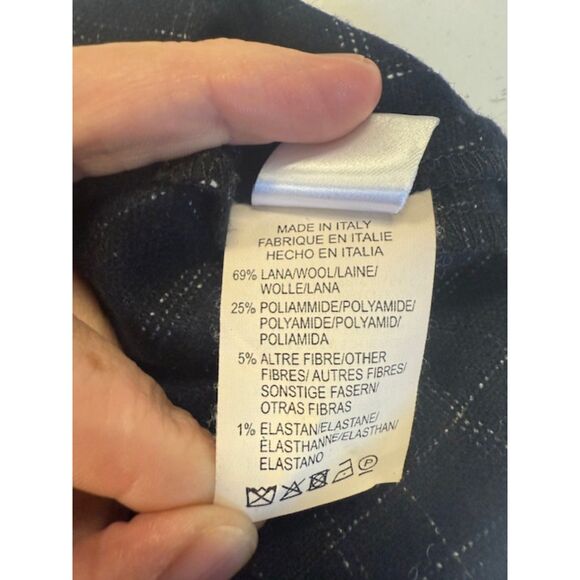 MADE IN ITALY
FABRIQUE EN ITALIE
HECHO EN ITALIA
69% LANA/WOOL/LAINE/
WOLLE/LANA
25% POLIAMMIDE/POLYAMIDE/
POLYAMIDE/POLYAMID/
POLIAMIDA
5% ALTRE FIBRE/OTHER
FIBRES/ AUTRES FIBRES/
SONSTIGE FASERN/
OTRAS FIBRAS
1% ELASTAN/ELASTANE/
ÈLASTHANNE/ELASTHAN/
ELASTANO
P